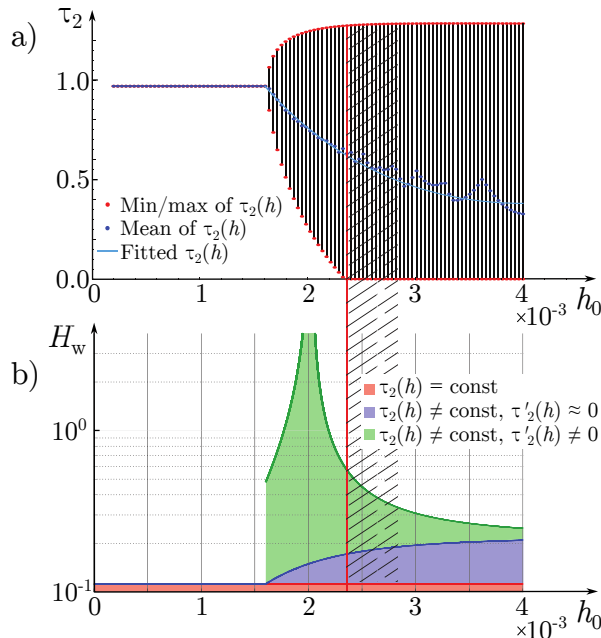 a)
τ₂
1.0
0.5
0.0
Min/max of τ₂(h)
Mean of τ₂(h)
Fitted τ₂(h)
0 1 2 3 4 h₀
×10⁻³
b)
H_w
10⁰
10⁻¹
τ₂(h) = const
τ₂(h) ≠ const, τ′₂(h) ≈ 0
τ₂(h) ≠ const, τ′₂(h) ≠ 0
0 1 2 3 4 h₀
×10⁻³